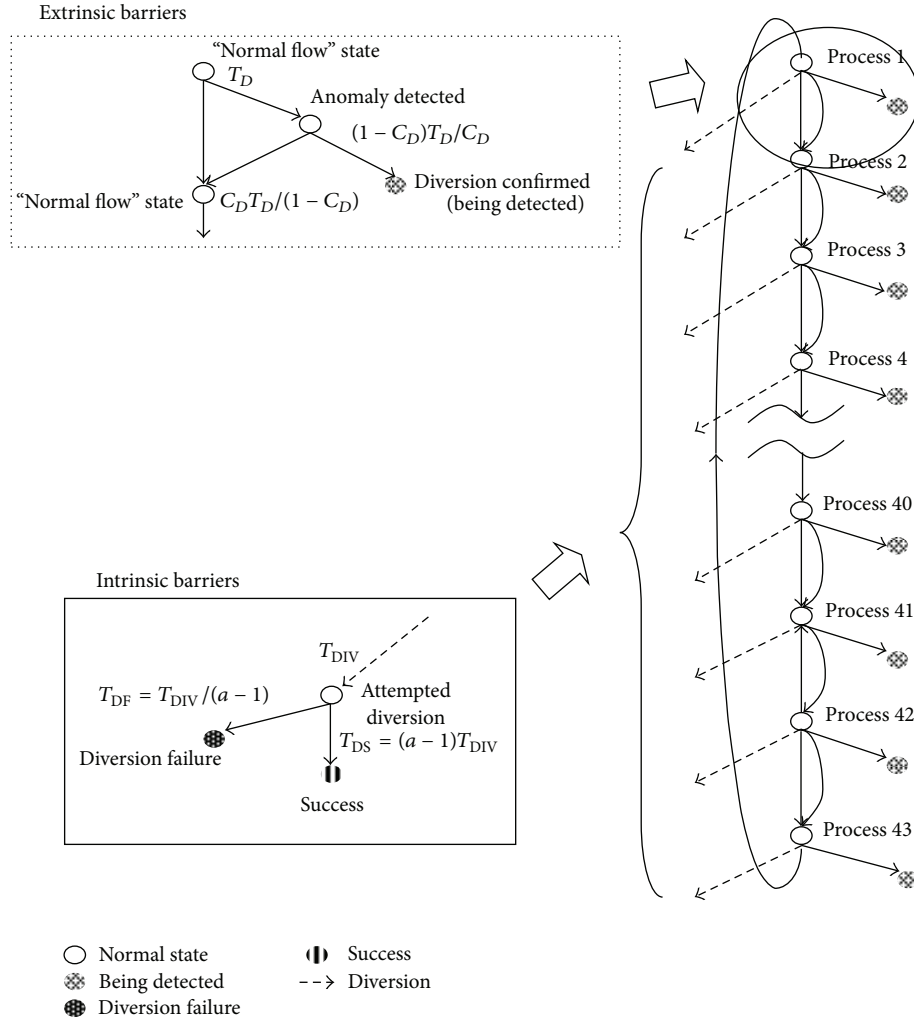 Extrinsic barriers
“Normal flow” state
T_D
Anomaly detected
(1 − C_D)T_D/C_D
Diversion confirmed
(being detected)
“Normal flow” state
C_DT_D/(1 − C_D)
Process 1
Process 2
Process 3
Process 4
Process 40
Process 41
Process 42
Process 43
Intrinsic barriers
T_DIV
T_DF = T_DIV/(a − 1)
Attempted
diversion
T_DS = (a − 1)T_DIV
Diversion failure
Success
Normal state
Being detected
Diversion failure
Success
Diversion